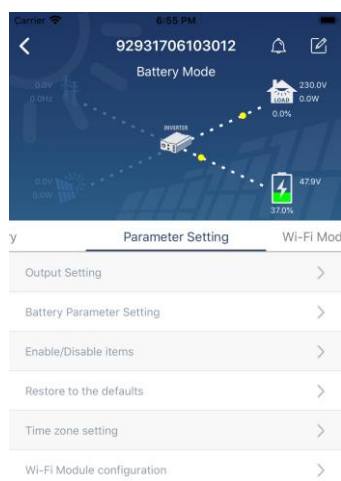 Carrier 6:55 PM
92931706103012
Battery Mode
0.0V
0.0Hz
230.0V
0.0W
LOAD
0.0%
INVERTER
0.0V
0.0W
47.9V
37.0%
y Parameter Setting Wi-Fi Mod
Output Setting
Battery Parameter Setting
Enable/Disable items
Restore to the defaults
Time zone setting
Wi-Fi Module configuration